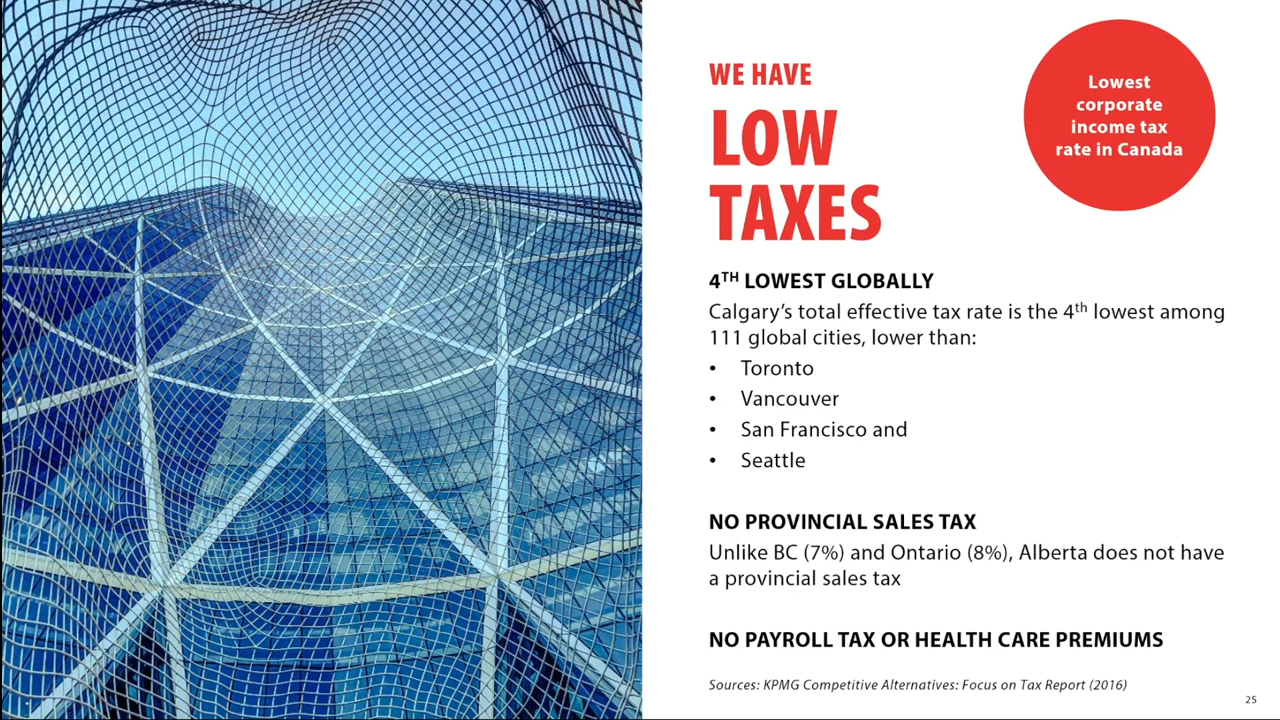 WE HAVE
LOW
TAXES
Lowest
corporate
income tax
rate in Canada
4TH LOWEST GLOBALLY
Calgary’s total effective tax rate is the 4th lowest among
111 global cities, lower than:
• Toronto
• Vancouver
• San Francisco and
• Seattle
NO PROVINCIAL SALES TAX
Unlike BC (7%) and Ontario (8%), Alberta does not have
a provincial sales tax
NO PAYROLL TAX OR HEALTH CARE PREMIUMS
Sources: KPMG Competitive Alternatives: Focus on Tax Report (2016)
25